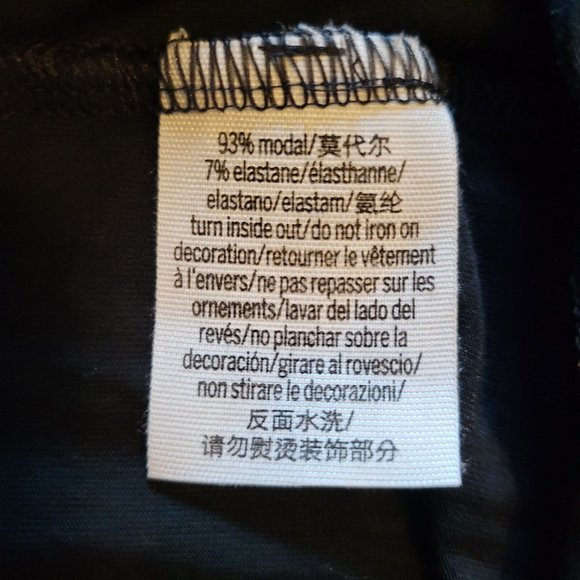 93% modal/莫代尔
7% elastane/élasthanne/
elastano/elastam/氨纶
turn inside out/do not iron on
decoration/retourner le vêtement
à l'envers/ne pas repasser sur les
ornements/lavar del lado del
revés/no planchar sobre la
decoración/girare al rovescio/
non stirare le decorazioni/
反面水洗/
请勿熨烫装饰部分